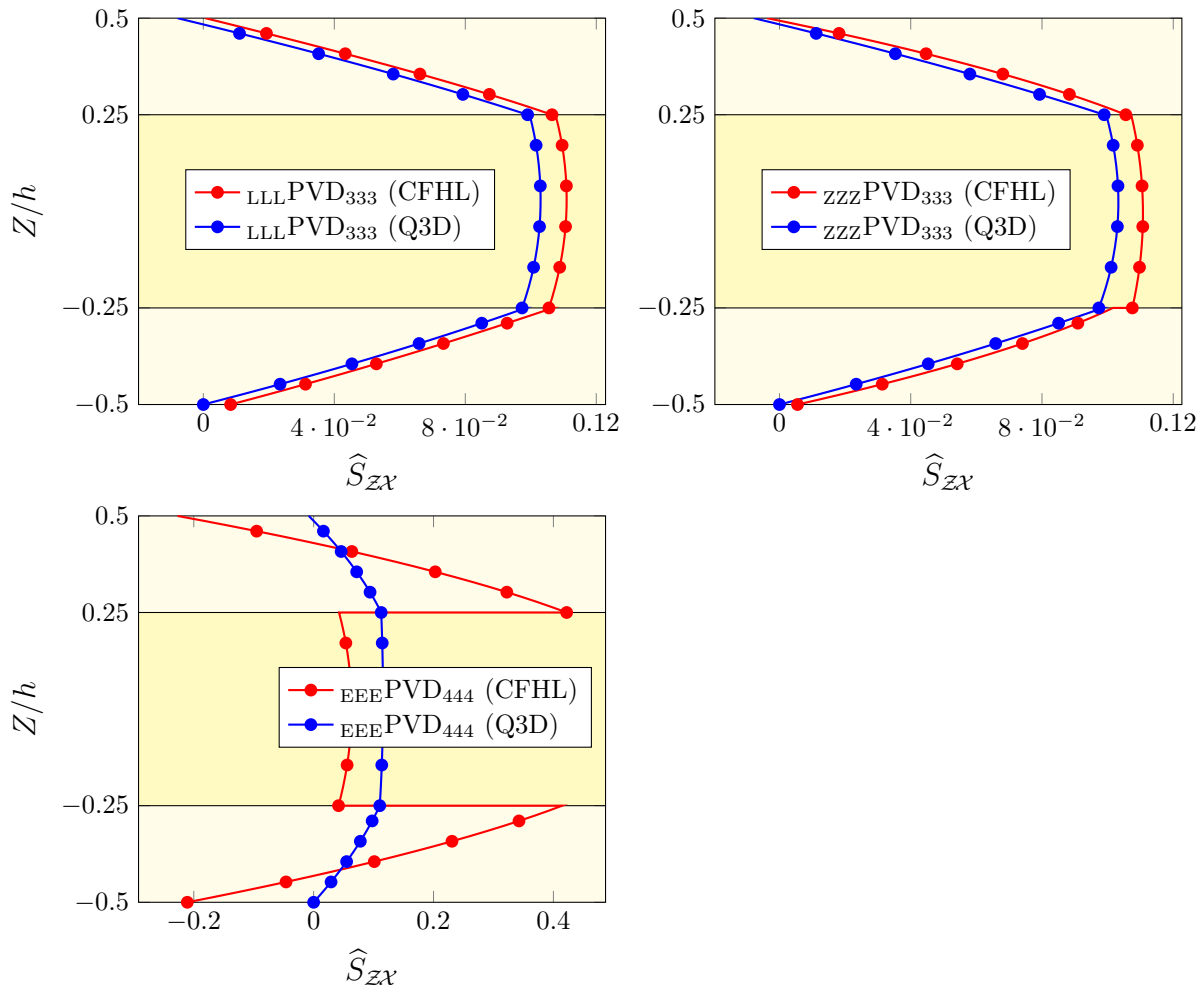 0.5
0.25
−0.25
−0.5
Z/h
LLLPVD333 (CFHL)
LLLPVD333 (Q3D)
0 4 · 10−2 8 · 10−2 0.12
ŜZX
0.5
0.25
−0.25
−0.5
ZZZPVD333 (CFHL)
ZZZPVD333 (Q3D)
0 4 · 10−2 8 · 10−2 0.12
ŜZX
0.5
0.25
−0.25
−0.5
Z/h
EEEPVD444 (CFHL)
EEEPVD444 (Q3D)
−0.2 0 0.2 0.4
ŜZX